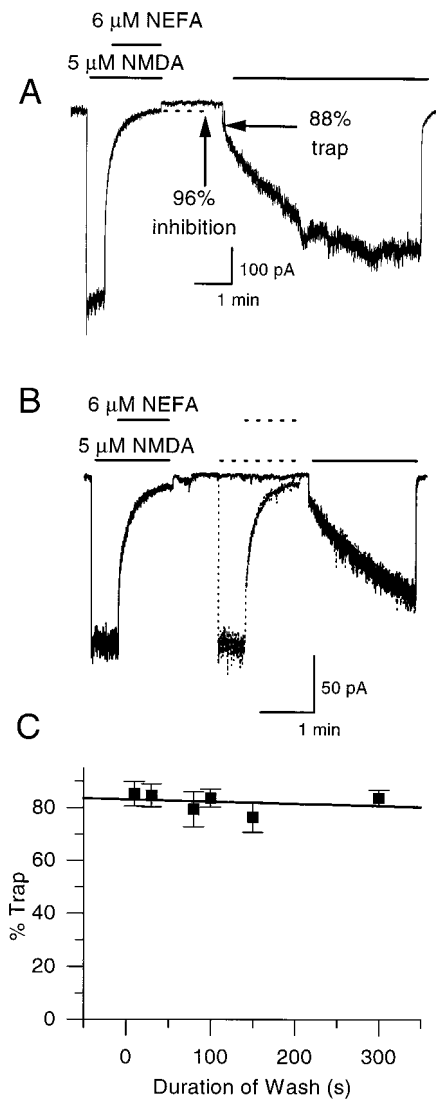 6 µM NEFA
5 µM NMDA
A
88%
trap
96%
inhibition
100 pA
1 min
B
6 µM NEFA
5 µM NMDA
50 pA
1 min
C
80
60
40
20
0
% Trap
0 100 200 300
Duration of Wash (s)